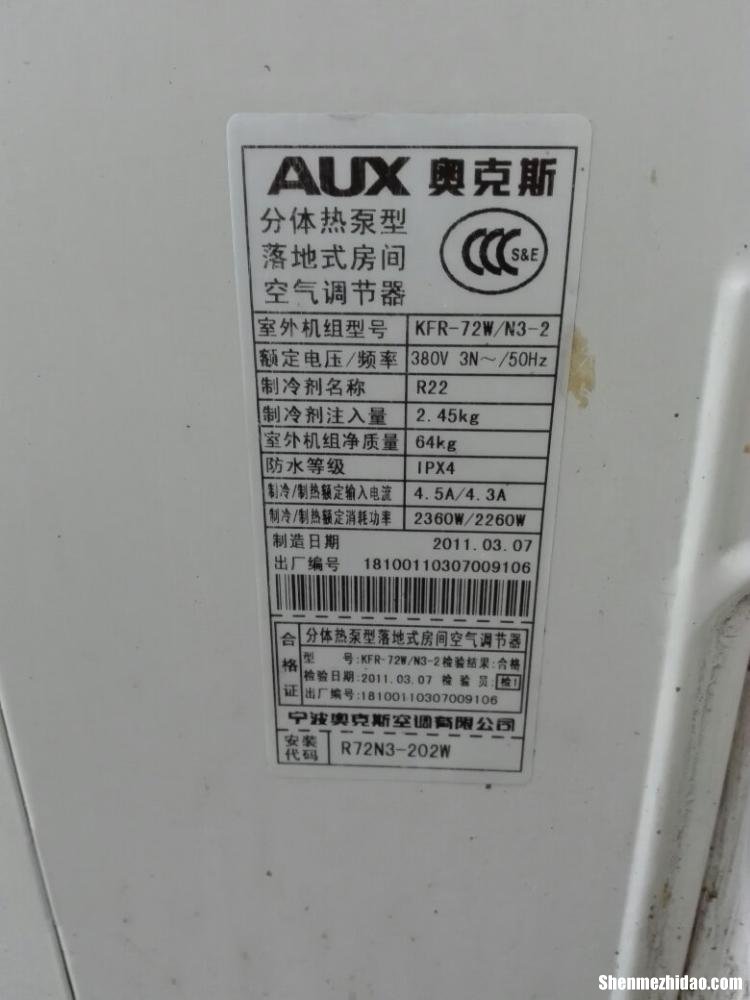 AUX 奥克斯
分体热泵型
落地式房间
空气调节器
CCC S&E
室外机组型号 KFR-72W/N3-2
额定电压/频率 380V 3N～/50Hz
制冷剂名称 R22
制冷剂注入量 2.45kg
室外机组净质量 64kg
防水等级 IPX4
制冷/制热额定输入电流 4.5A/4.3A
制冷/制热额定消耗功率 2360W/2260W
制造日期 2011.03.07
出厂编号 18100110307009106
合格证
分体热泵型落地式房间空气调节器
型 号:KFR-72W/N3-2 检验结果:合格
检验日期:2011.03.07 检 验 员:检1
出厂编号:18100110307009106
宁波奥克斯空调有限公司
安装代码 R72N3-202W
Shenmezhidao.com